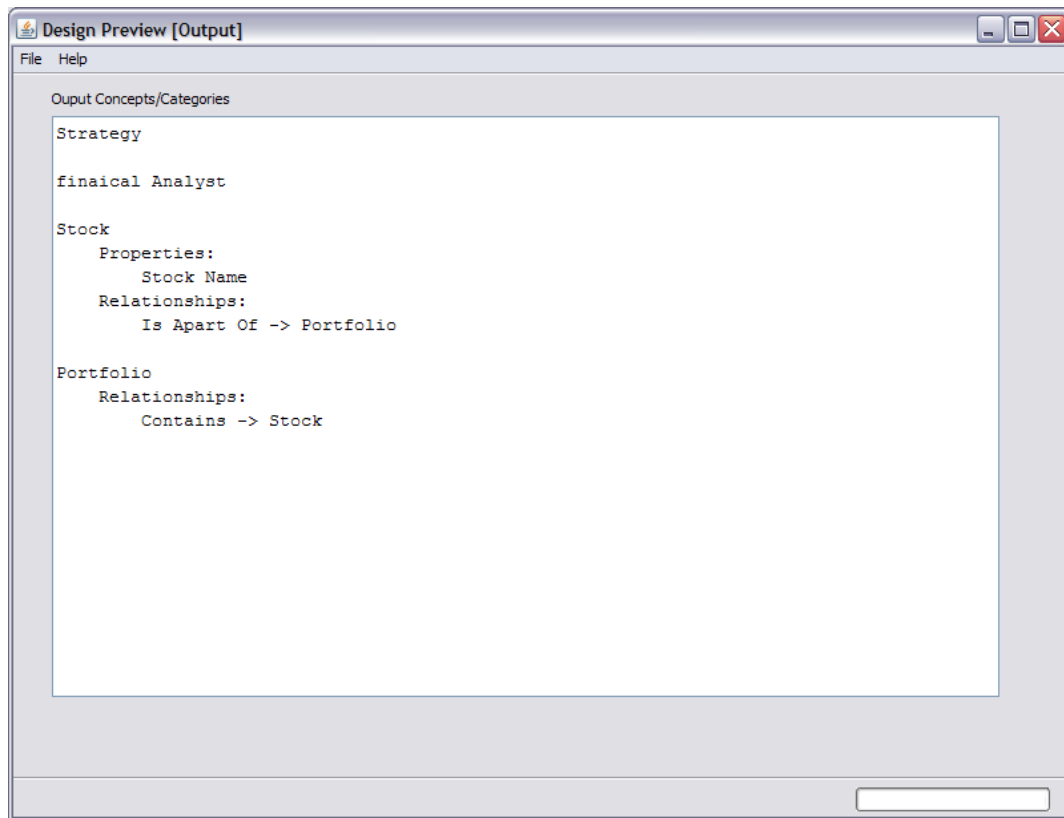 Design Preview [Output]
File Help
Ouput Concepts/Categories
Strategy
finaical Analyst
Stock
Properties:
Stock Name
Relationships:
Is Apart Of -> Portfolio
Portfolio
Relationships:
Contains -> Stock